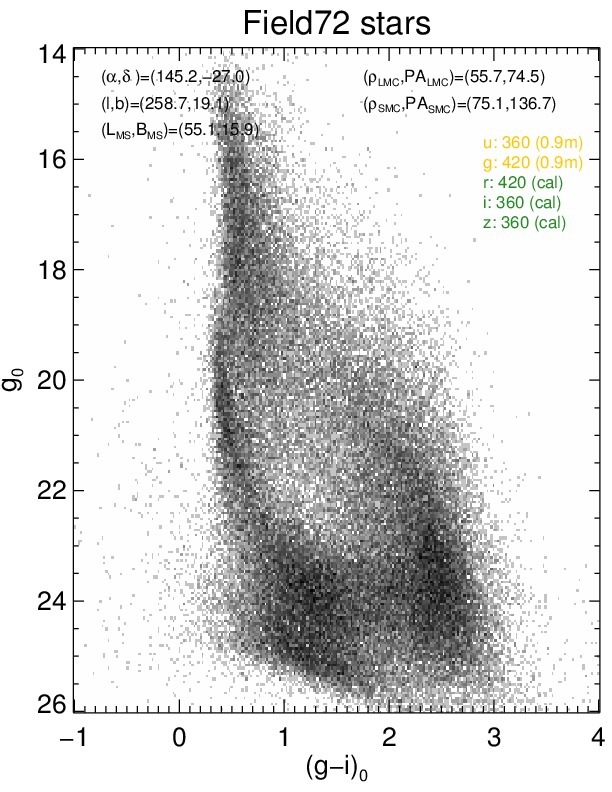 Field72 stars
(α,δ)=(145.2,−27.0)
(l,b)=(258.7,19.1)
(LMS,BMS)=(55.1,15.9)
(ρLMC,PALMC)=(55.7,74.5)
(ρSMC,PASMC)=(75.1,136.7)
u: 360 (0.9m)
g: 420 (0.9m)
r: 420 (cal)
i: 360 (cal)
z: 360 (cal)
14
16
18
20
22
24
26
g0
−1 0 1 2 3 4
(g−i)0